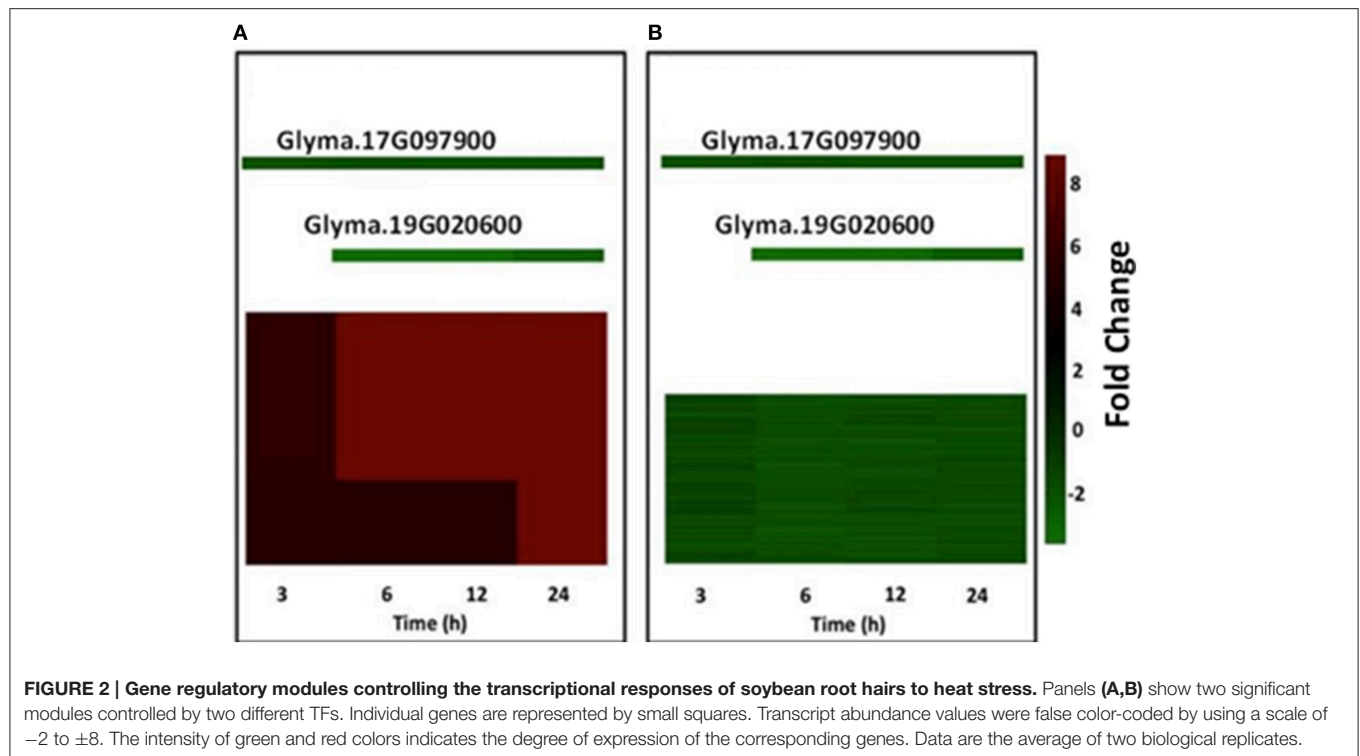 A
B
Glyma.17G097900
Glyma.19G020600
3 6 12 24
Time (h)
Glyma.17G097900
Glyma.19G020600
3 6 12 24
Time (h)
8
6
4
2
0
-2
Fold Change
FIGURE 2 | Gene regulatory modules controlling the transcriptional responses of soybean root hairs to heat stress. Panels (A,B) show two significant
modules controlled by two different TFs. Individual genes are represented by small squares. Transcript abundance values were false color-coded by using a scale of
−2 to ±8. The intensity of green and red colors indicates the degree of expression of the corresponding genes. Data are the average of two biological replicates.